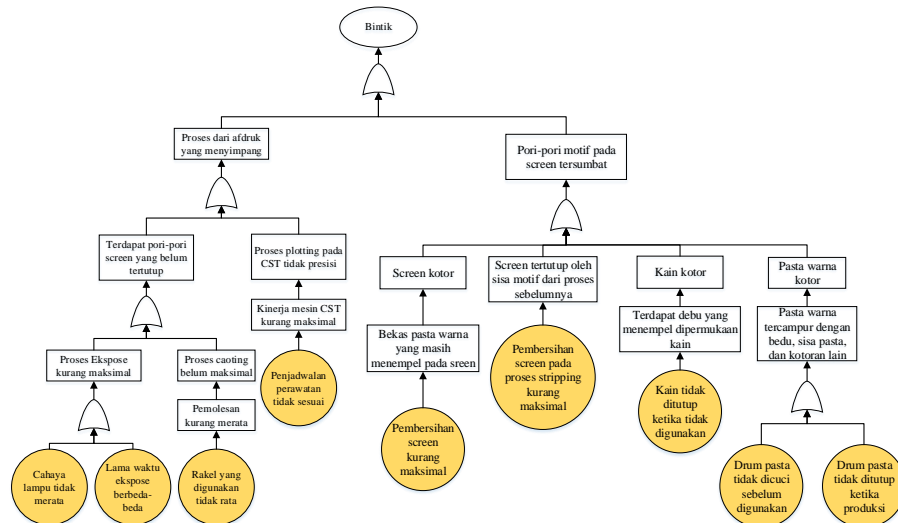 Bintik
Proses dari afdruk
yang menyimpang
Pori-pori motif pada
screen tersumbat
Terdapat pori-pori
screen yang belum
tertutup
Proses plotting pada
CST tidak presisi
Screen kotor
Screen tertutup oleh
sisa motif dari proses
sebelumnya
Kain kotor
Pasta warna
kotor
Kinerja mesin CST
kurang maksimal
Bekas pasta warna
yang masih
menempel pada sreen
Terdapat debu yang
menempel dipermukaan
kain
Pasta warna
tercampur dengan
bedu, sisa pasta,
dan kotoran lain
Proses Ekspose
kurang maksimal
Proses caoting
belum maksimal
Penjadwalan
perawatan
tidak sesuai
Pembersihan
screen pada
proses stripping
kurang
maksimal
Kain tidak
ditutup
ketika tidak
digunakan
Pemolesan
kurang merata
Pembersihan
screen kurang
maksimal
Cahaya
lampu tidak
merata
Lama waktu
ekspose
berbeda-
beda
Rakel yang
digunakan
tidak rata
Drum pasta
tidak dicuci
sebelum
digunakan
Drum pasta
tidak ditutup
ketika
produksi